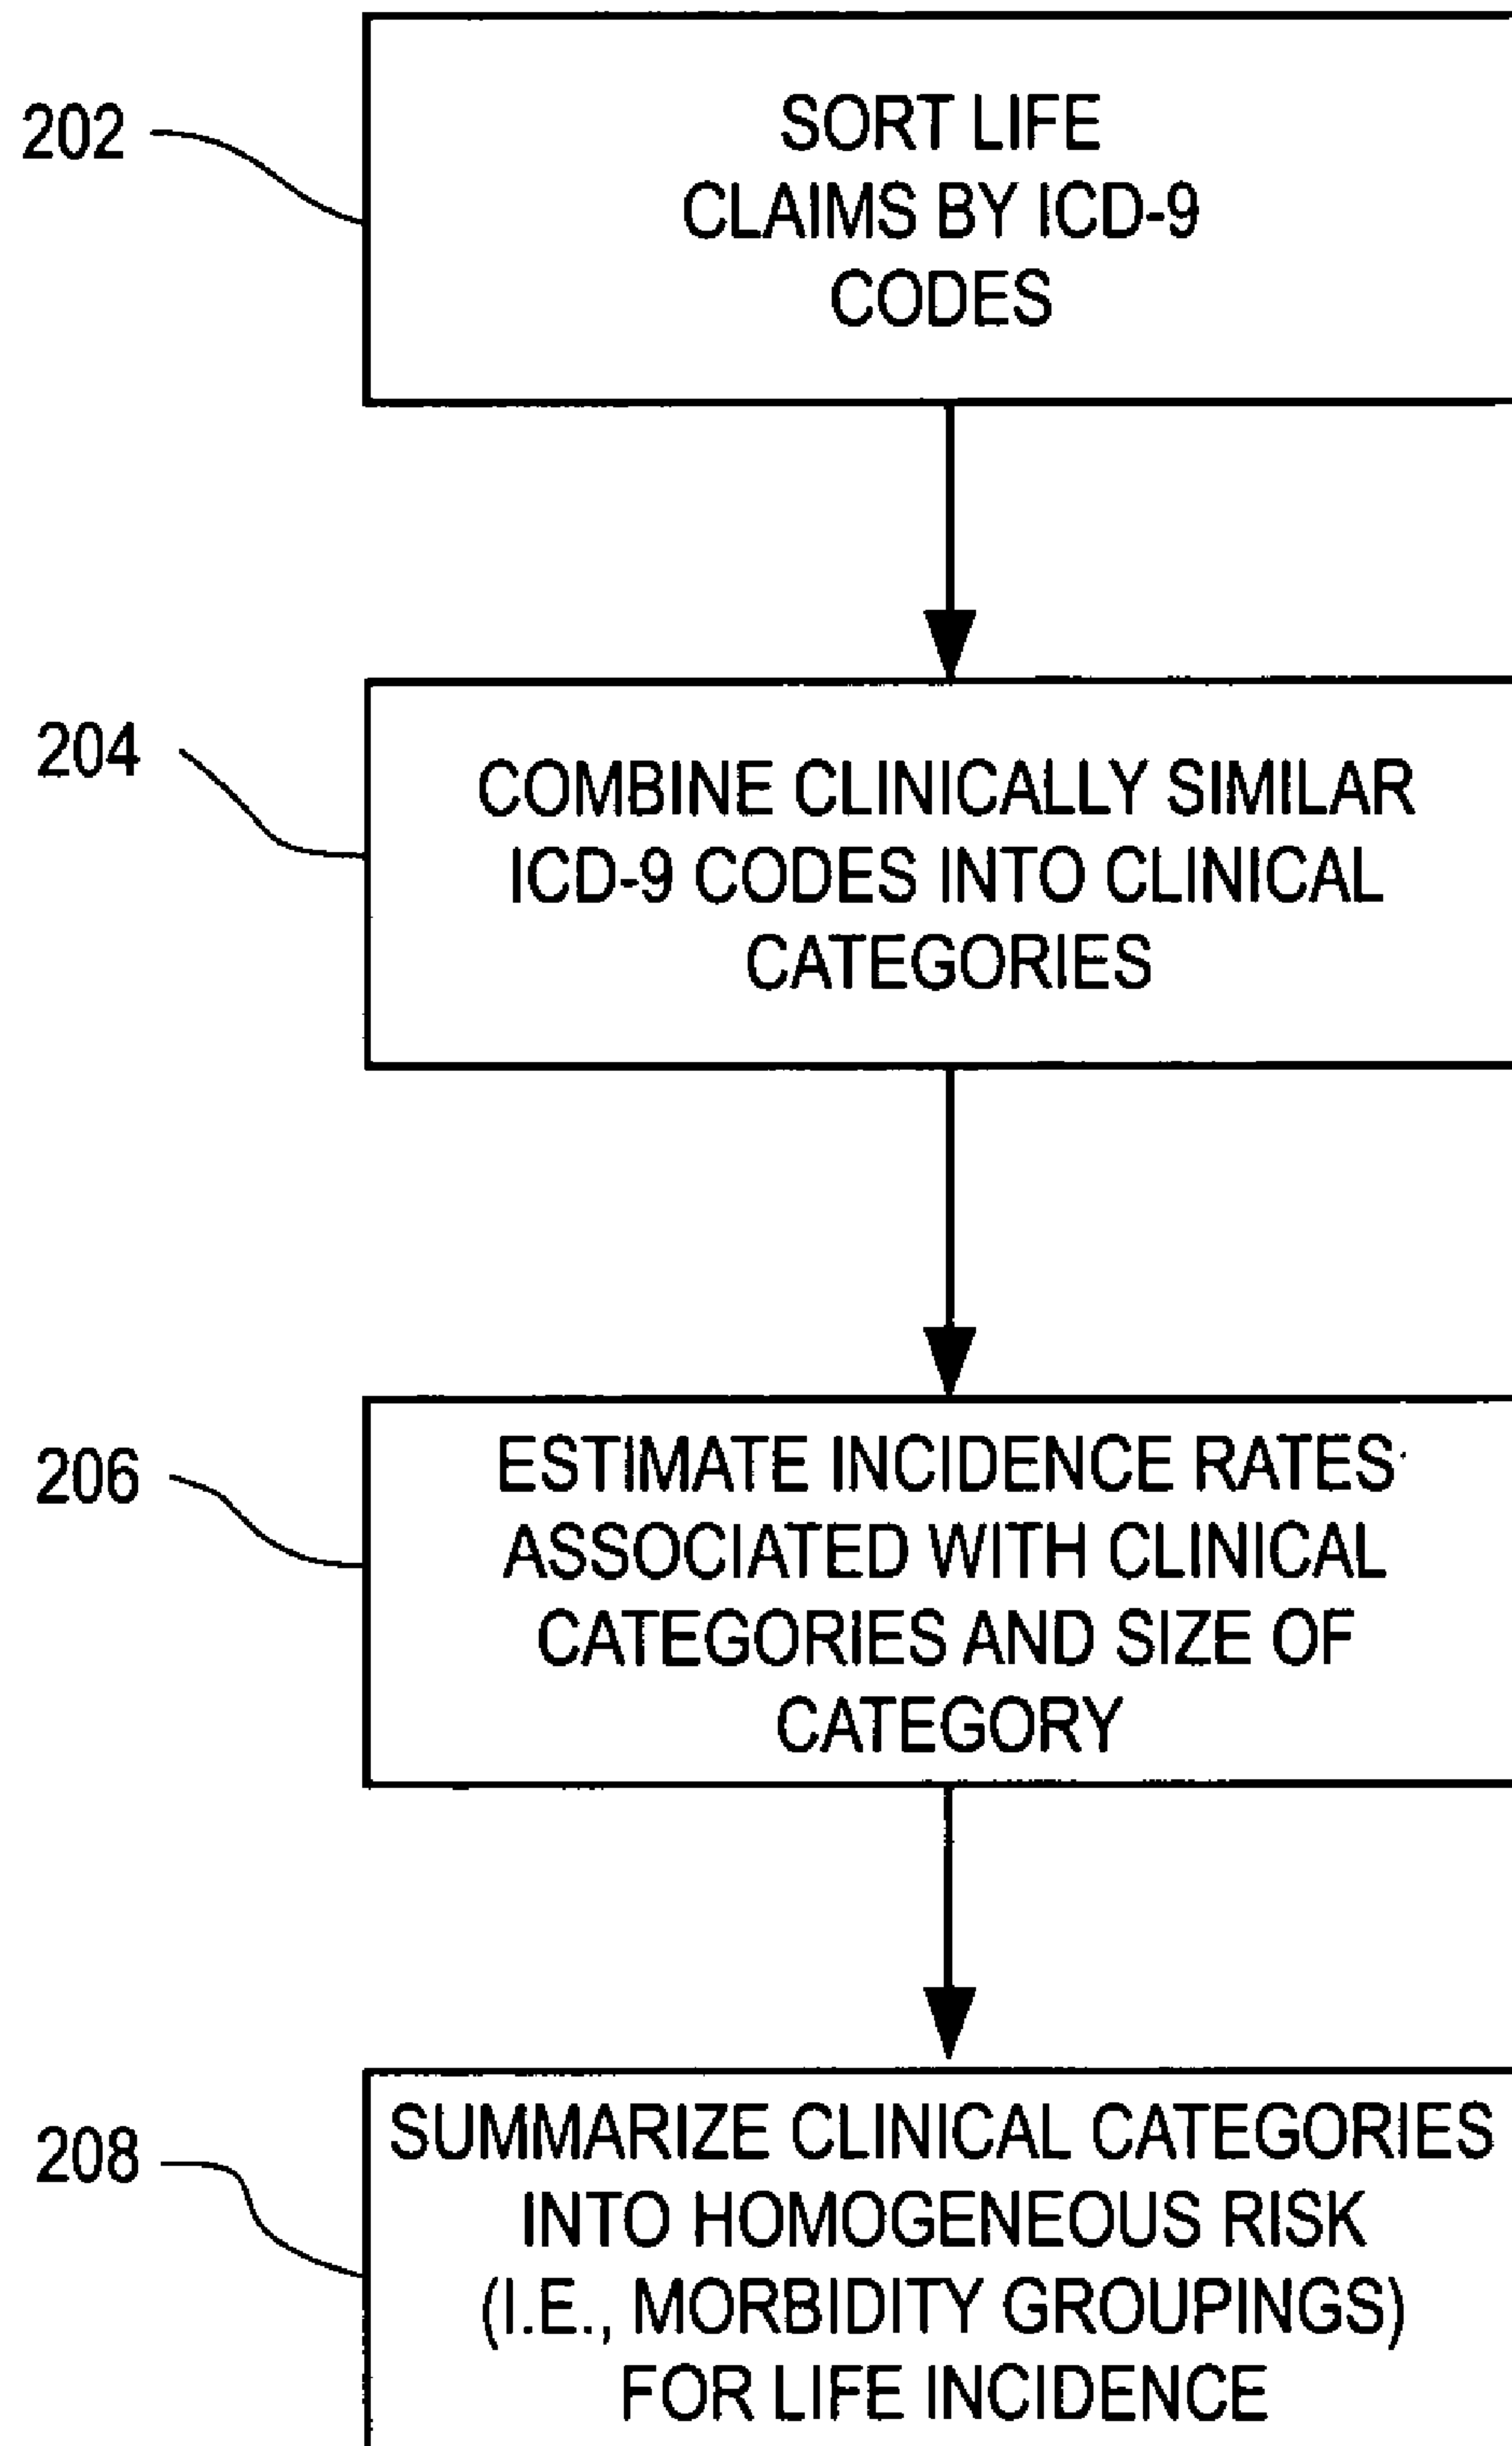 202
SORT LIFE
CLAIMS BY ICD-9
CODES
204
COMBINE CLINICALLY SIMILAR
ICD-9 CODES INTO CLINICAL
CATEGORIES
206
ESTIMATE INCIDENCE RATES
ASSOCIATED WITH CLINICAL
CATEGORIES AND SIZE OF
CATEGORY
208
SUMMARIZE CLINICAL CATEGORIES
INTO HOMOGENEOUS RISK
(I.E., MORBIDITY GROUPINGS)
FOR LIFE INCIDENCE